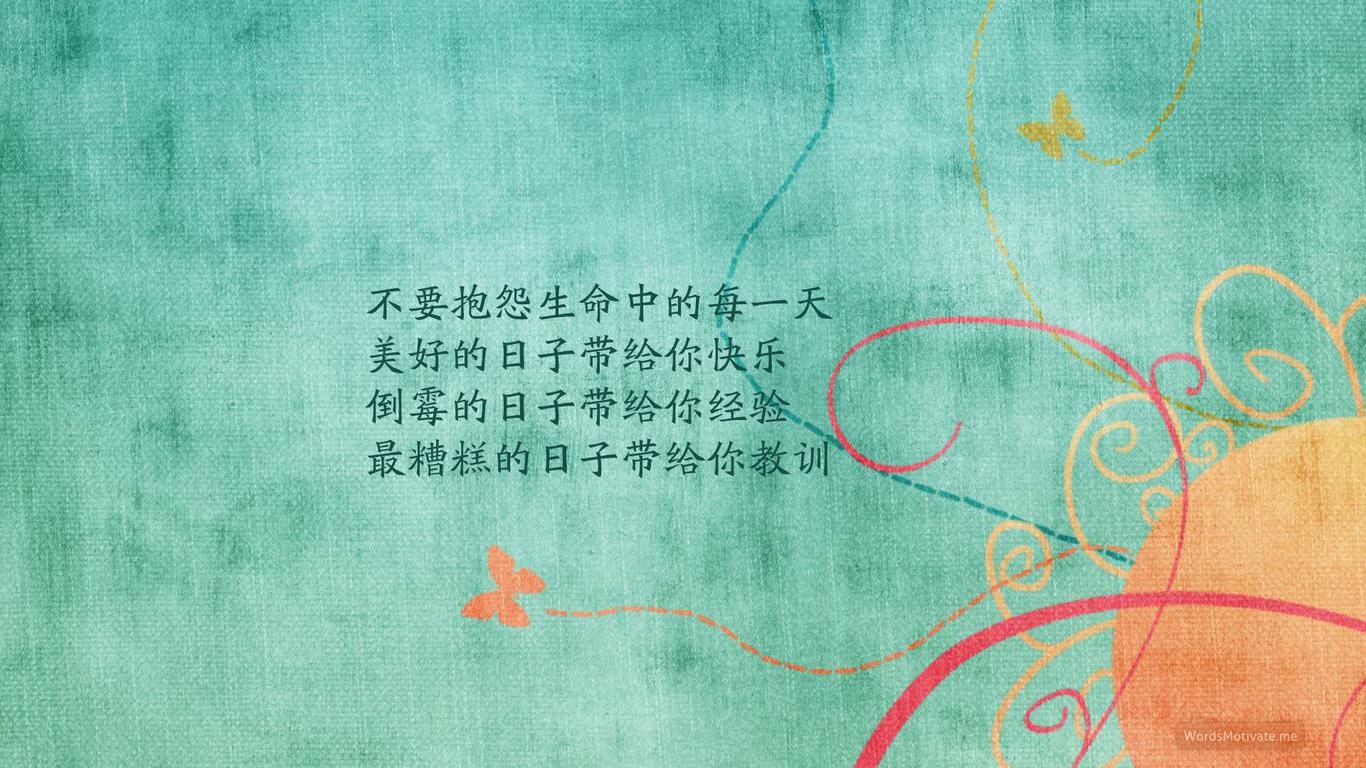 不要抱怨生命中的每一天
美好的日子带给你快乐
倒霉的日子带给你经验
最糟糕的日子带给你教训
WordsMotivate.me